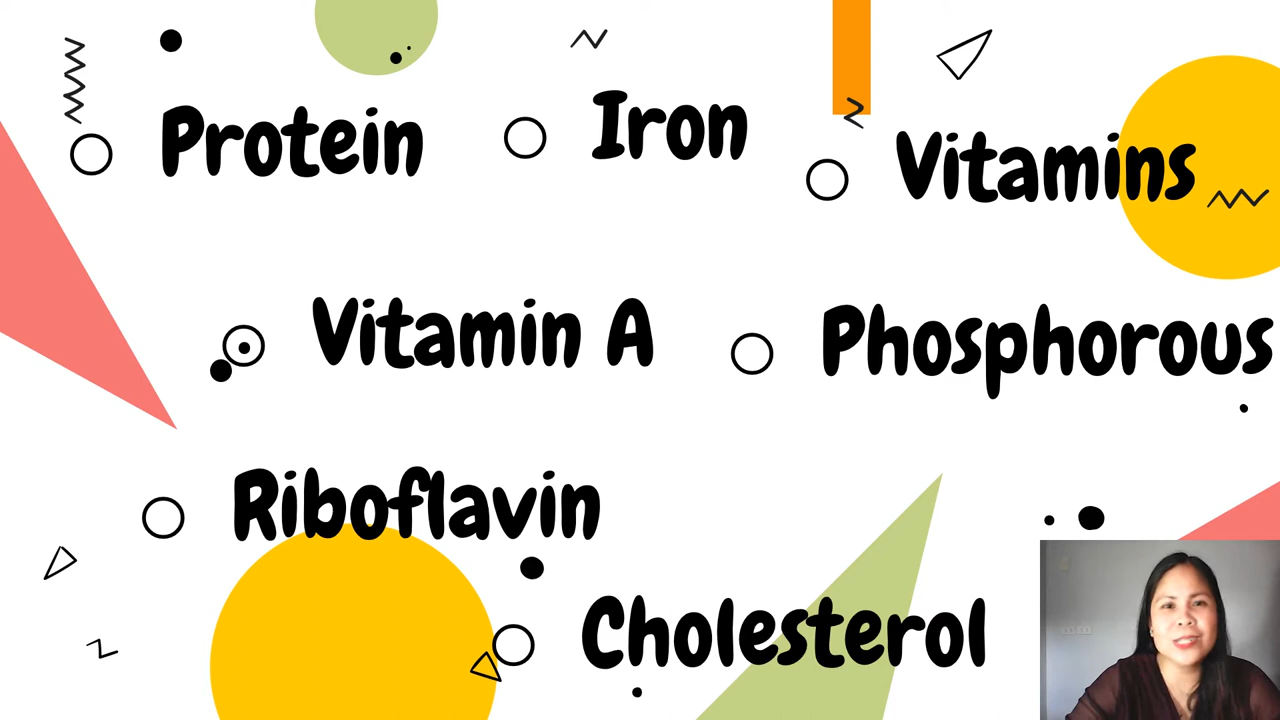 Protein
Iron
Vitamins
Vitamin A
Phosphorous
Riboflavin
Cholesterol